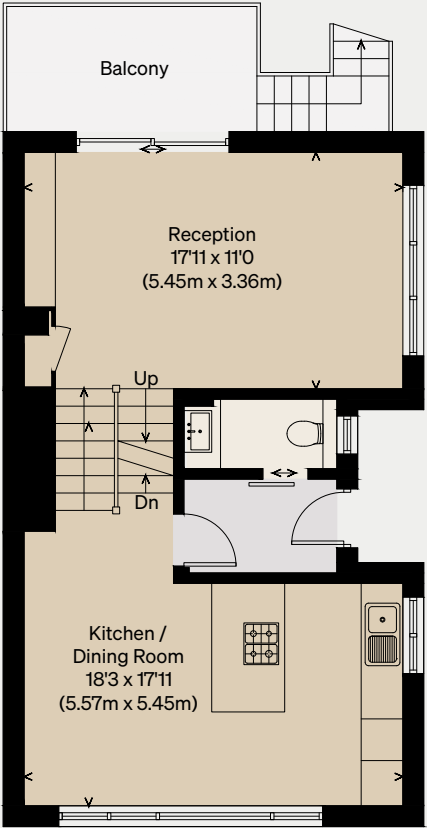 Balcony
Reception
17'11 x 11'0
(5.45m x 3.36m)
Up
Dn
Kitchen /
Dining Room
18'3 x 17'11
(5.57m x 5.45m)